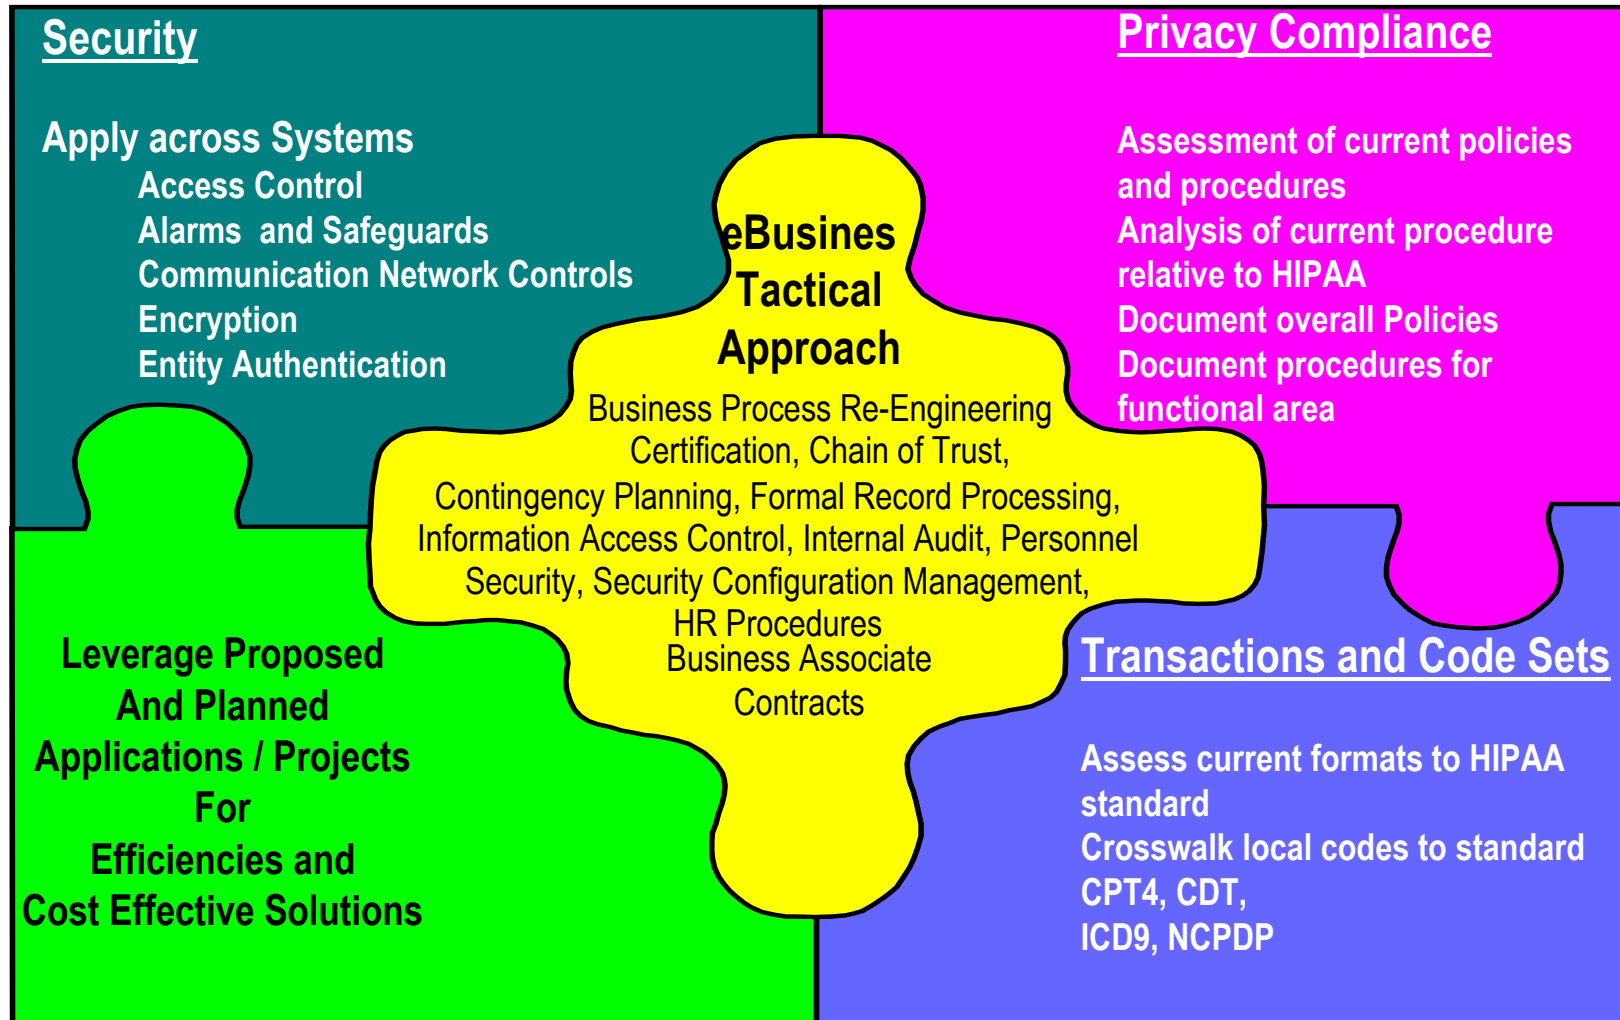 Security
Apply across Systems
Access Control
Alarms and Safeguards
Communication Network Controls
Encryption
Entity Authentication
Privacy Compliance
Assessment of current policies
and procedures
Analysis of current procedure
relative to HIPAA
Document overall Policies
Document procedures for
functional area
eBusines
Tactical
Approach
Business Process Re-Engineering
Certification, Chain of Trust,
Contingency Planning, Formal Record Processing,
Information Access Control, Internal Audit, Personnel
Security, Security Configuration Management,
HR Procedures
Business Associate
Contracts
Leverage Proposed
And Planned
Applications / Projects
For
Efficiencies and
Cost Effective Solutions
Transactions and Code Sets
Assess current formats to HIPAA
standard
Crosswalk local codes to standard
CPT4, CDT,
ICD9, NCPDP